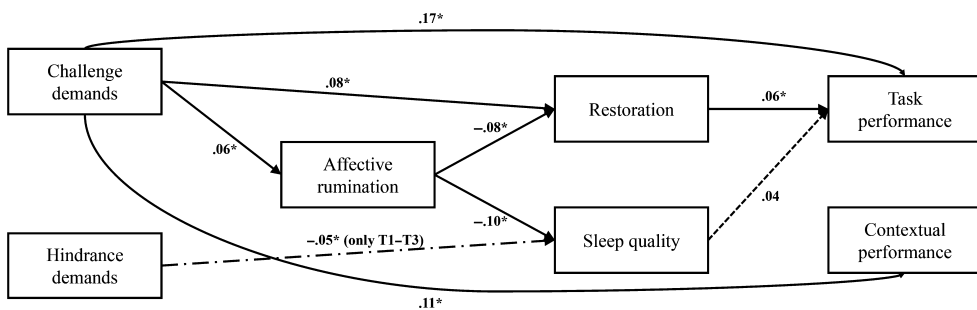 .17*
Challenge
demands
.08*
Restoration
.06*
Task
performance
–.08*
.06*
Affective
rumination
.04
–.10*
–.05* (only T1–T3)
Hindrance
demands
Sleep quality
Contextual
performance
.11*